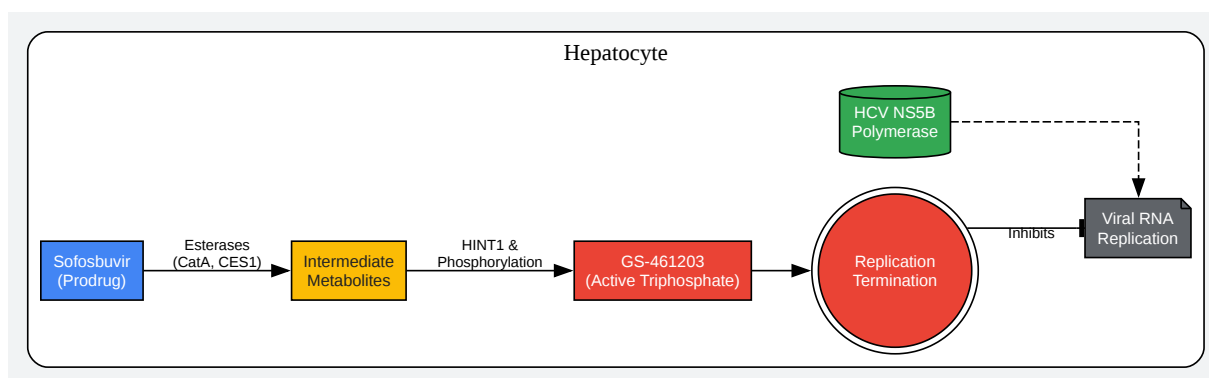 Hepatocyte
HCV NS5B
Polymerase
Viral RNA
Replication
Inhibits
Sofosbuvir
(Prodrug)
Esterases
(CatA, CES1)
Intermediate
Metabolites
HINT1 &
Phosphorylation
GS-461203
(Active Triphosphate)
Replication
Termination